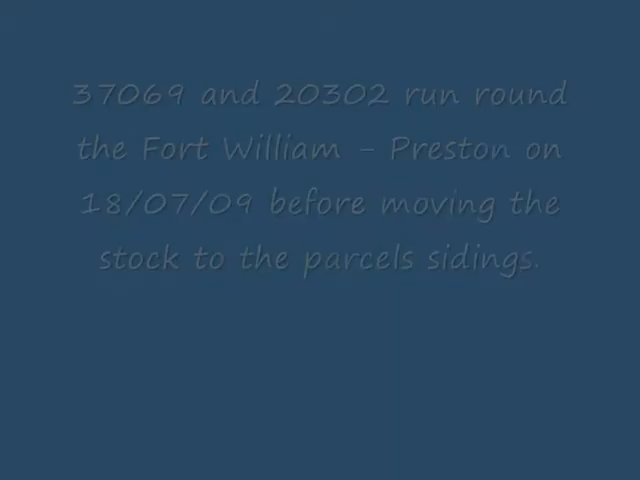 37069 and 20302 run round
the Fort William - Preston on
18/07/09 before moving the
stock to the parcels sidings.